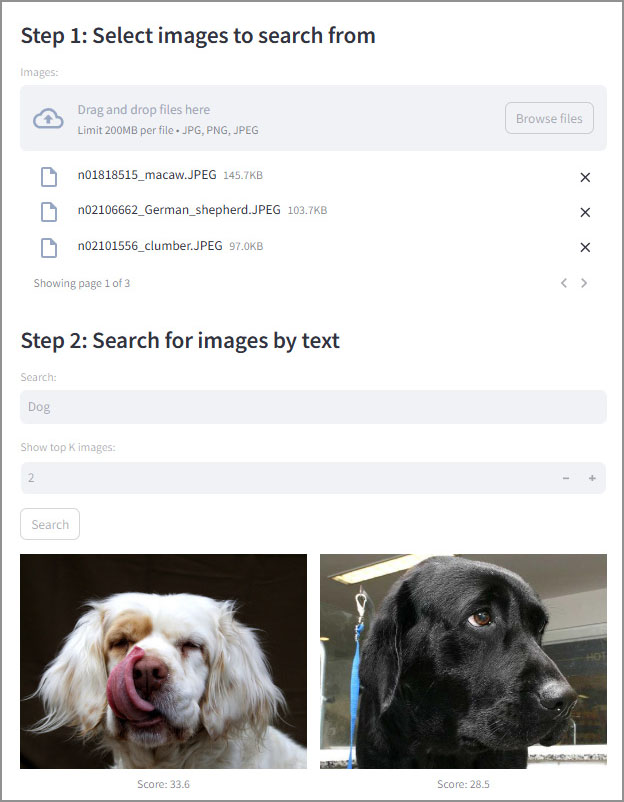 Step 1: Select images to search from
Images:
Drag and drop files here
Limit 200MB per file • JPG, PNG, JPEG
Browse files
n01818515_macaw.JPEG 145.7KB
n02106662_German_shepherd.JPEG 103.7KB
n02101556_clumber.JPEG 97.0KB
Showing page 1 of 3
Step 2: Search for images by text
Search:
Dog
Show top K images:
2
Search
Score: 33.6
Score: 28.5